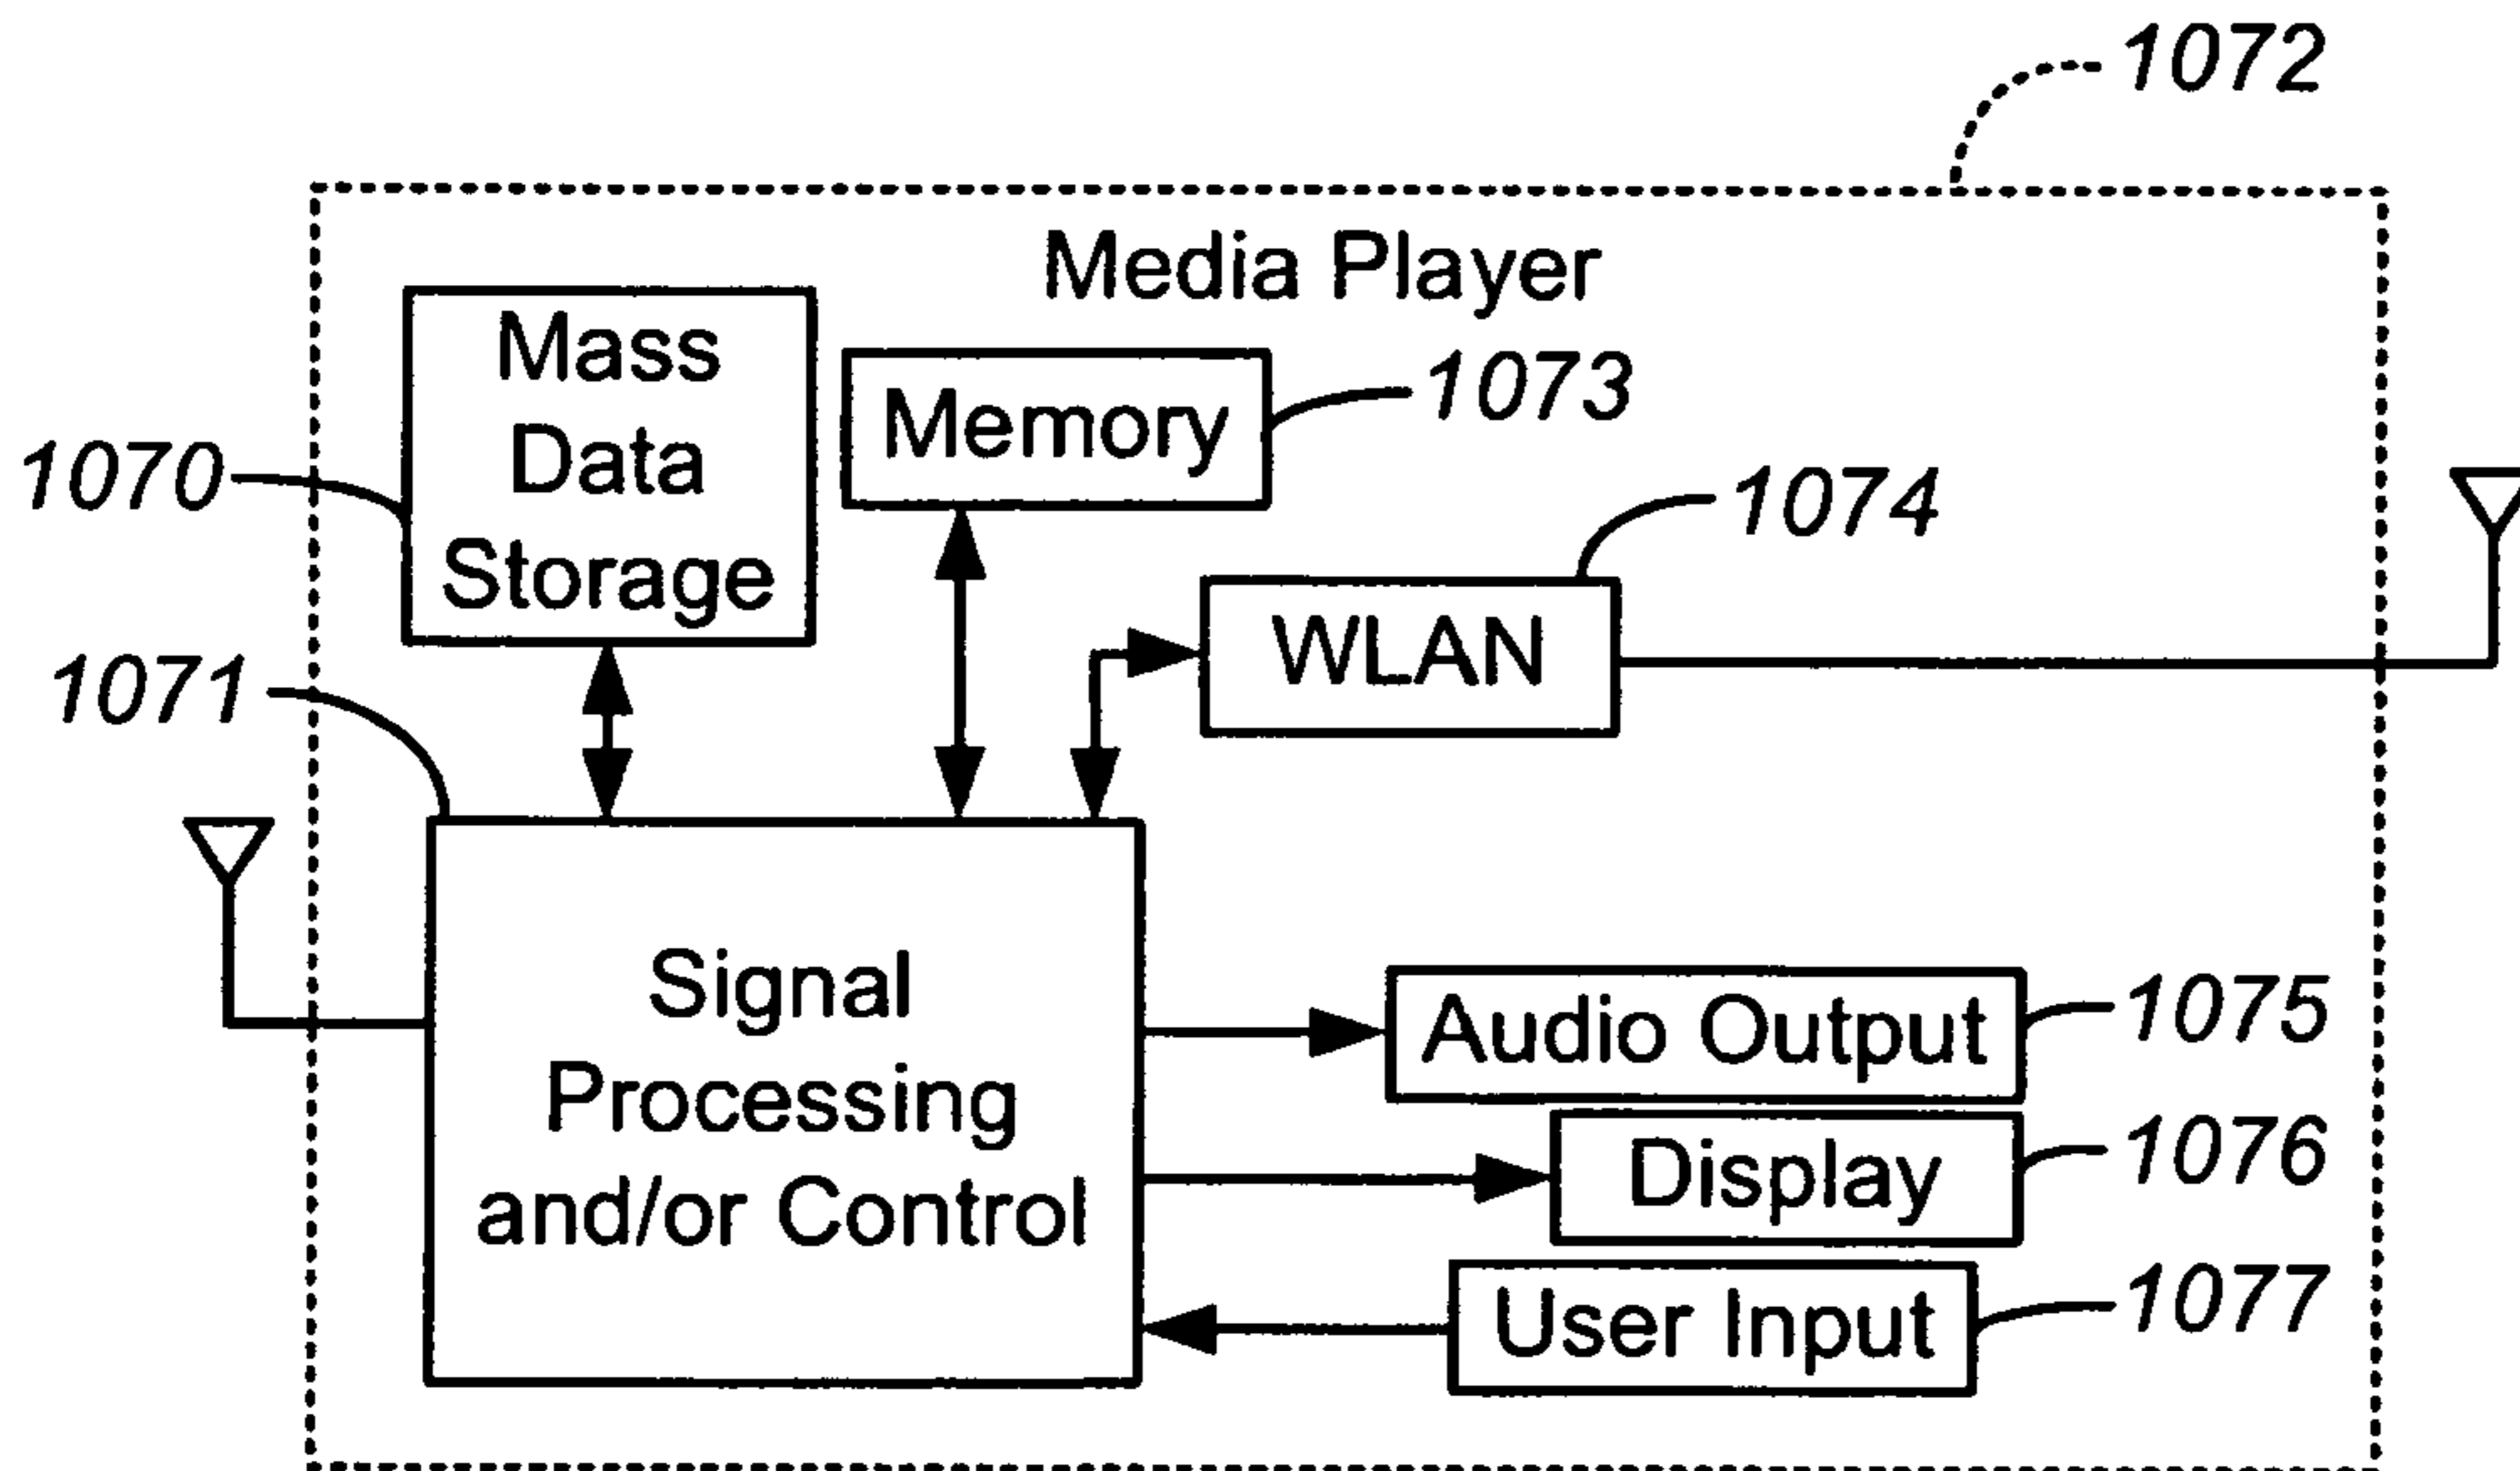 1072
Media Player
Mass
Data
Storage
Memory
1073
1070
1074
WLAN
1071
Signal
Processing
and/or Control
Audio Output
1075
Display
1076
User Input
1077